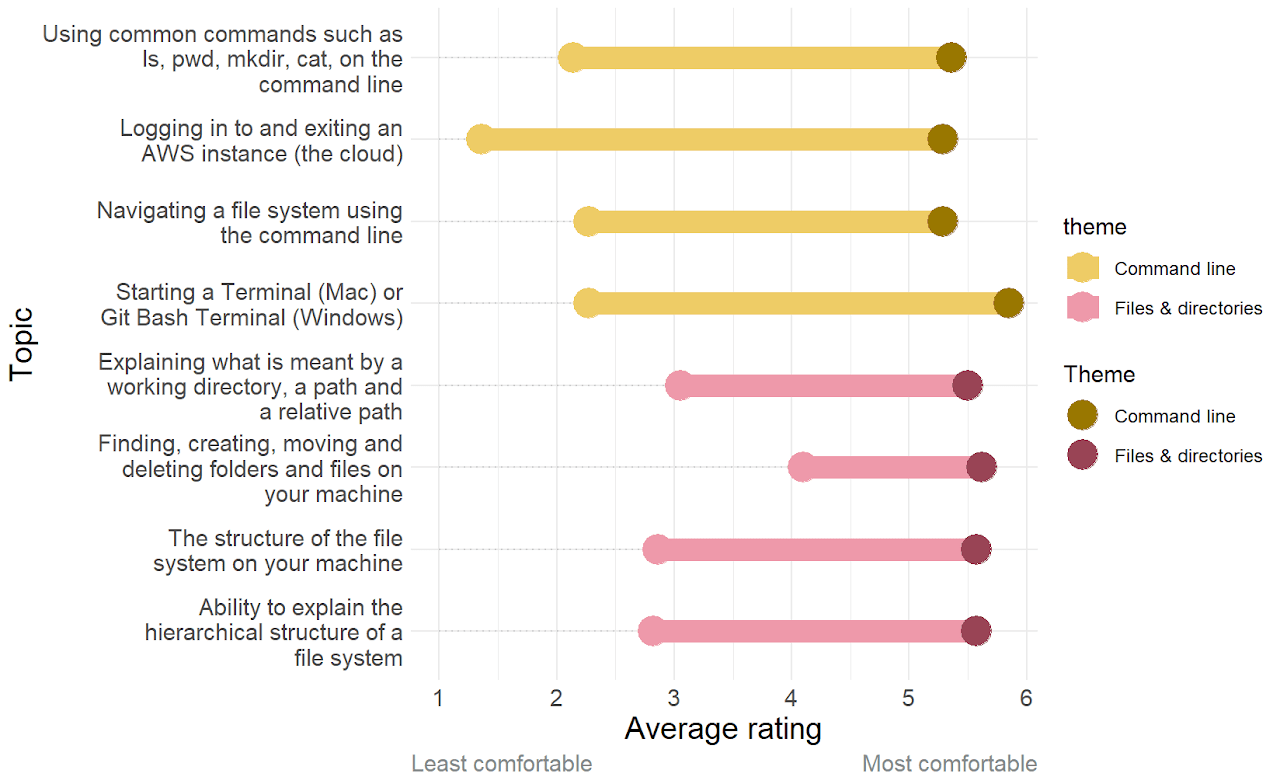 Using common commands such as
ls, pwd, mkdir, cat, on the
command line
Logging in to and exiting an
AWS instance (the cloud)
Navigating a file system using
the command line
Starting a Terminal (Mac) or
Git Bash Terminal (Windows)
Explaining what is meant by a
working directory, a path and
a relative path
Finding, creating, moving and
deleting folders and files on
your machine
The structure of the file
system on your machine
Ability to explain the
hierarchical structure of a
file system
Topic
1 2 3 4 5 6
Average rating
Least comfortable Most comfortable
theme
Command line
Files & directories
Theme
Command line
Files & directories